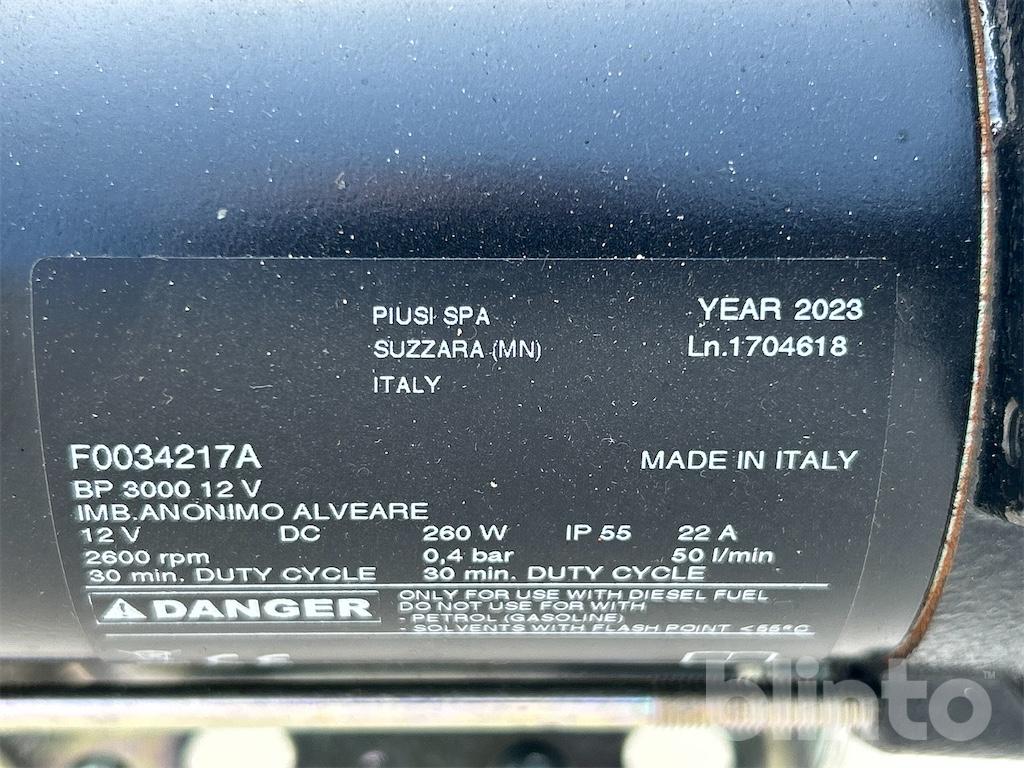 PIUSI SPA
SUZZARA (MN)
ITALY
YEAR 2023
Ln.1704618
F0034217A
MADE IN ITALY
BP 3000 12 V
IMB.ANONIMO ALVEARE
12 V DC 260 W IP 55 22 A
2600 rpm 0,4 bar 50 l/min
30 min. DUTY CYCLE 30 min. DUTY CYCLE
DANGER
ONLY FOR USE WITH DIESEL FUEL
DO NOT USE FOR WITH
- PETROL (GASOLINE)
- SOLVENTS WITH FLASH POINT <55°C
CE
blinto™